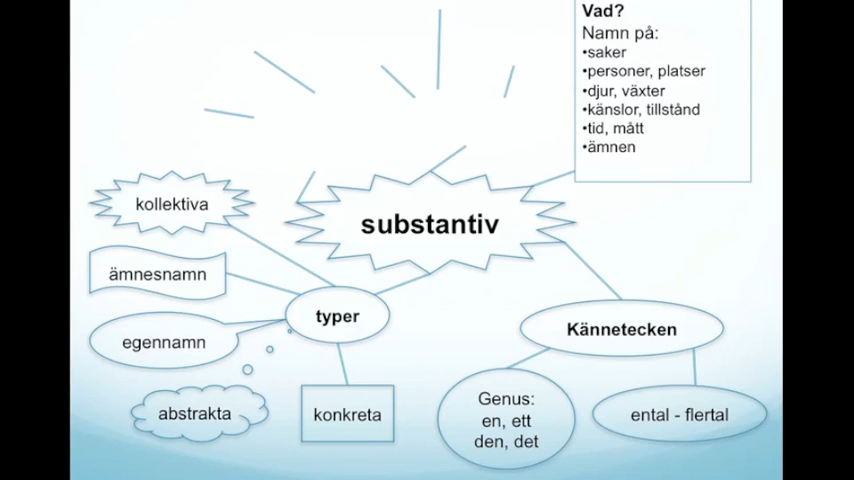 Vad?
Namn på:
•saker
•personer, platser
•djur, växter
•känslor, tillstånd
•tid, mått
•ämnen
kollektiva
substantiv
ämnesnamn
typer
Kännetecken
egennamn
abstrakta
konkreta
Genus:
en, ett
den, det
ental - flertal